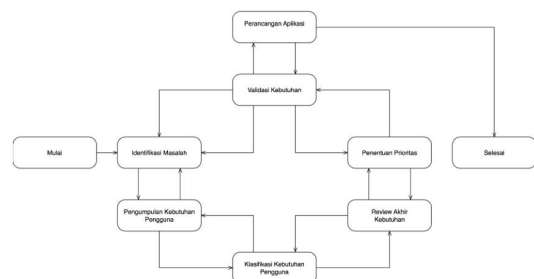 Perancangan Aplikasi
Validasi Kebutuhan
Mulai
Identifikasi Masalah
Penentuan Prioritas
Selesai
Pengumpulan Kebutuhan
Pengguna
Review Akhir
Kebutuhan
Klasifikasi Kebutuhan
Pengguna